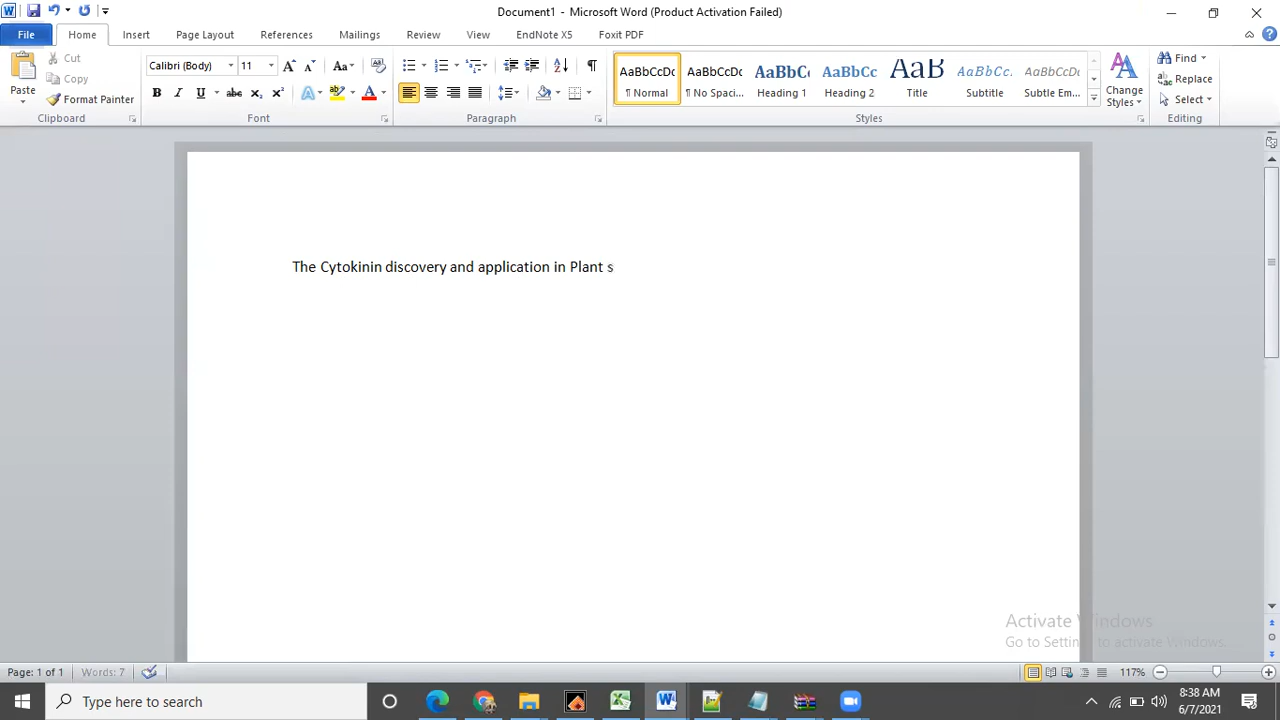 Document1 - Microsoft Word (Product Activation Failed)
File Home Insert Page Layout References Mailings Review View EndNote X5 Foxit PDF
Paste
Cut
Copy
Format Painter
Clipboard
Calibri (Body) 11
Font
Paragraph
AaBbCcDc AaBbCcDc AaBbCc AaBbCc AaB AaBbCc. AaBbCcDc
¶ Normal ¶ No Spaci... Heading 1 Heading 2 Title Subtitle Subtle Em...
Styles
Change Styles
Find
Replace
Select
Editing
The Cytokinin discovery and application in Plant s
Activate Windows
Go to Settings to activate Windows.
Page: 1 of 1 Words: 7 117%
Type here to search
8:38 AM
6/7/2021